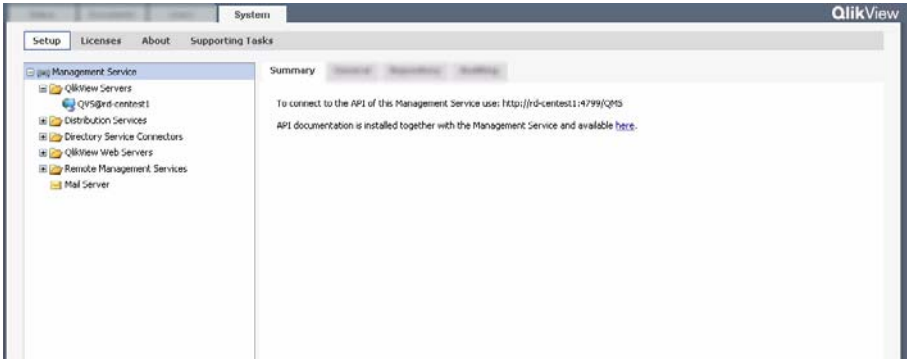 System
QlikView
Setup Licenses About Supporting Tasks
Management Service
QlikView Servers
QVS@rd-centest1
Distribution Services
Directory Service Connectors
QlikView Web Servers
Remote Management Services
Mail Server
Summary
To connect to the API of this Management Service use: http://rd-centest1:4799/QMS
API documentation is installed together with the Management Service and available here.